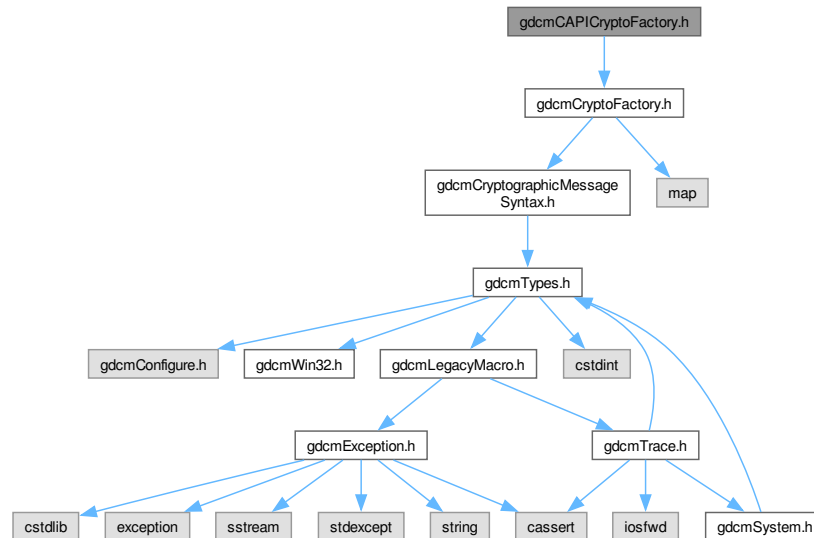 gdcmCAPICryptoFactory.h
gdcmCryptoFactory.h
gdcmCryptographicMessage
Syntax.h
map
gdcmTypes.h
gdcmConfigure.h
gdcmWin32.h
gdcmLegacyMacro.h
cstdint
gdcmException.h
gdcmTrace.h
cstdlib
exception
sstream
stdexcept
string
cassert
iosfwd
gdcmSystem.h